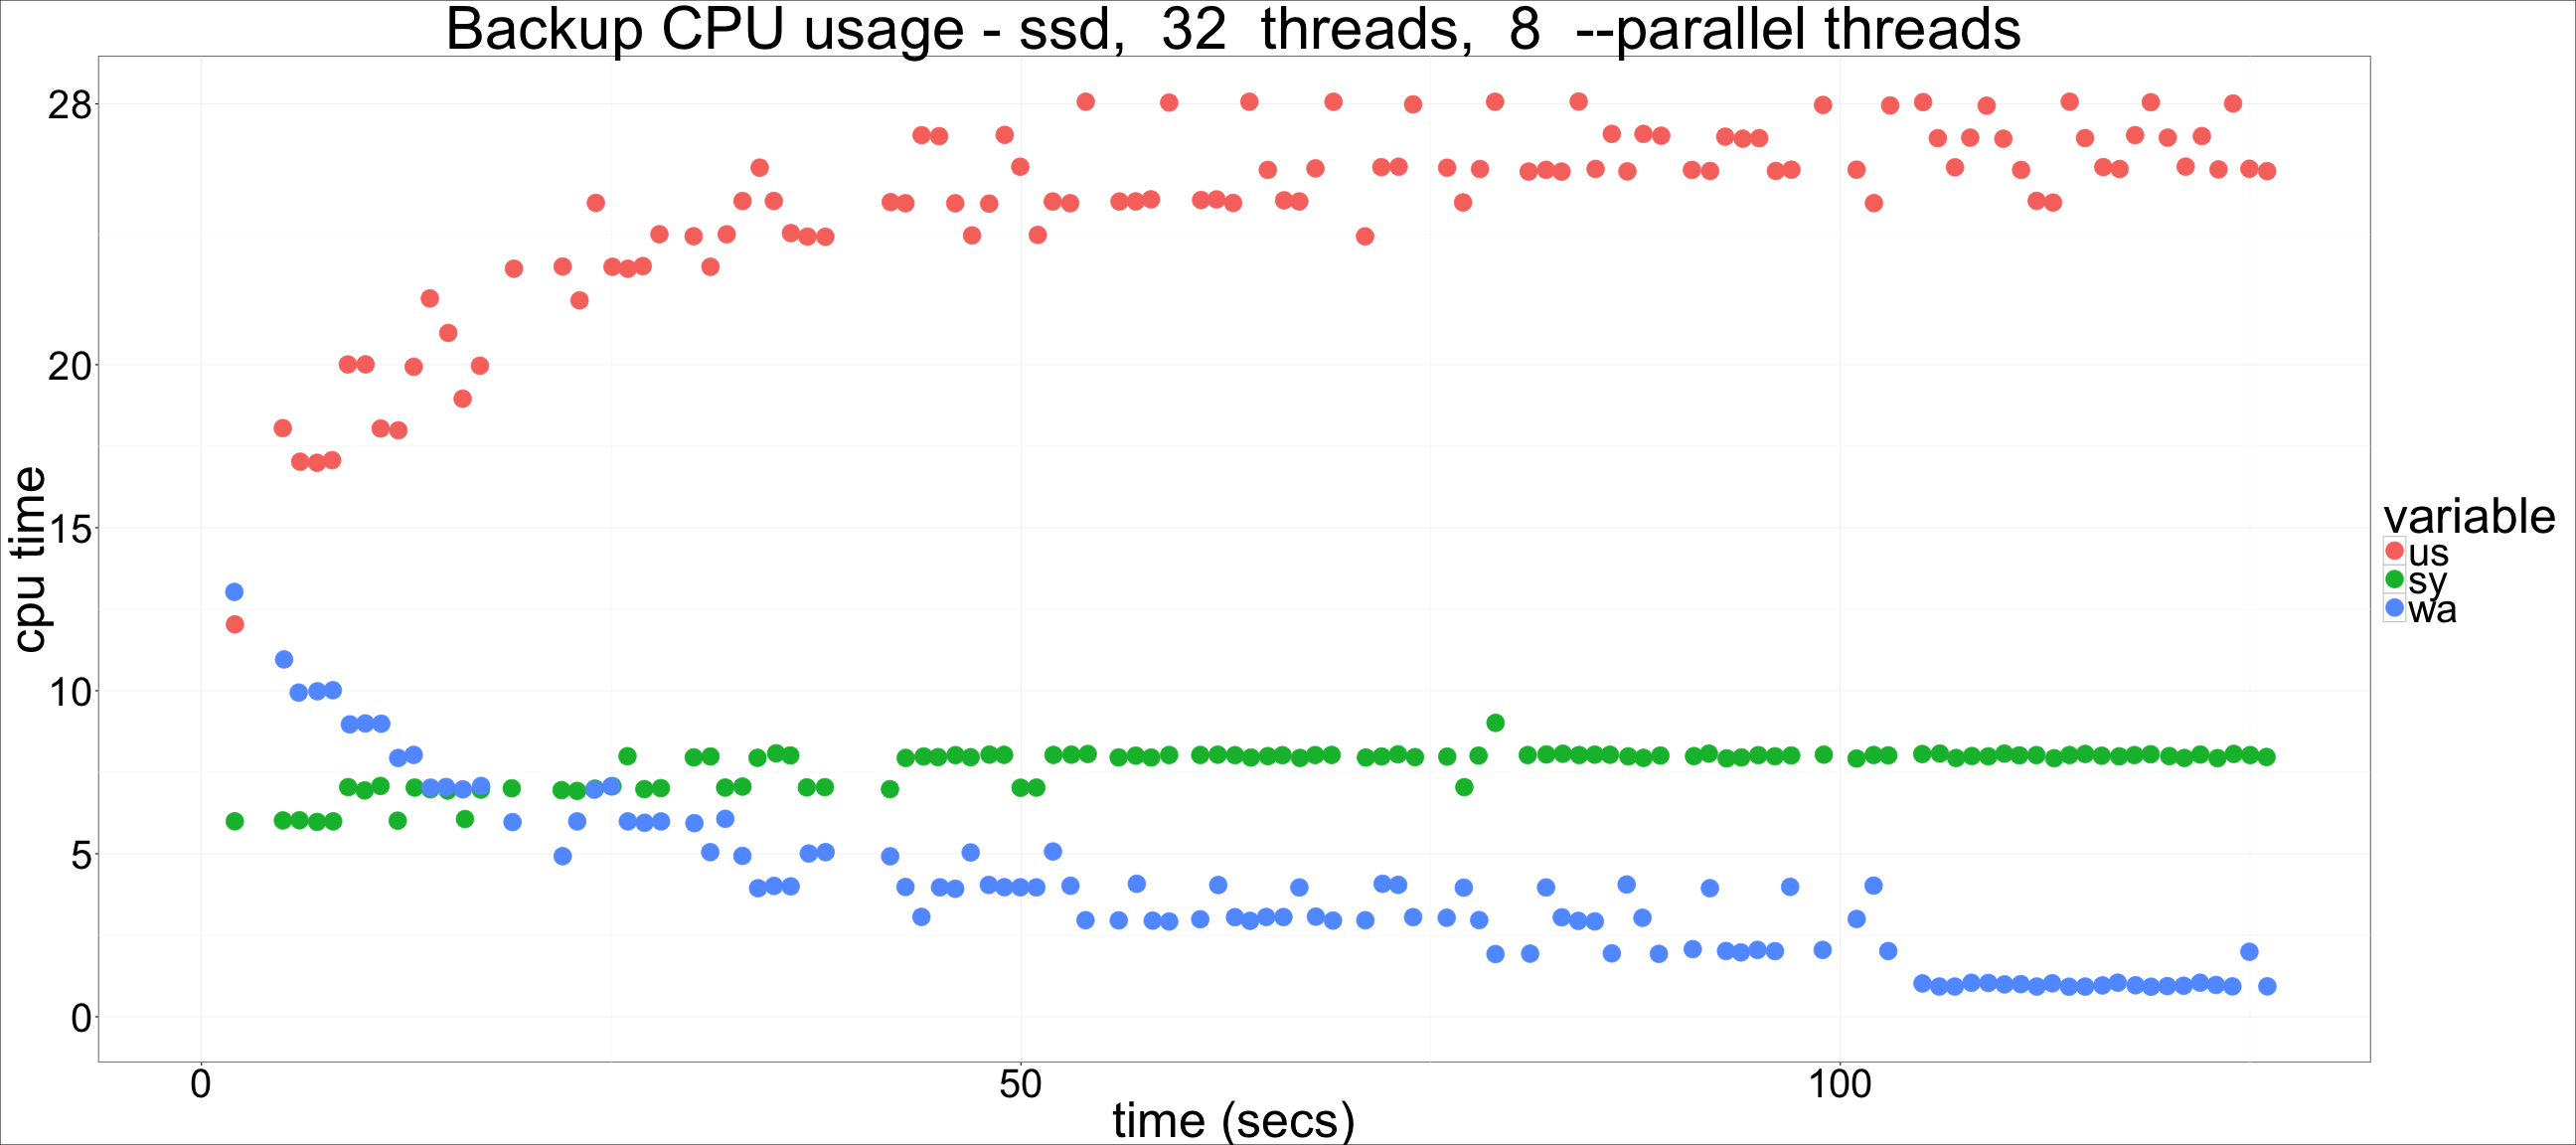 Backup CPU usage - ssd, 32 threads, 8 --parallel threads
28
20
15
10
5
0
cpu time
0 50 100
time (secs)
variable
us
sy
wa